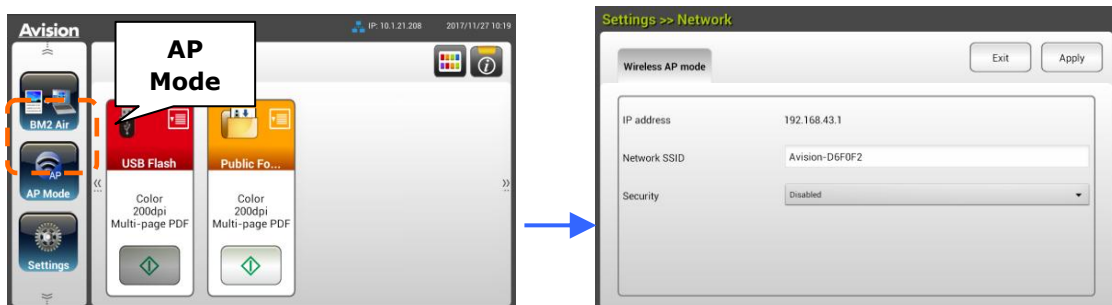 Avision
IP: 10.1.21.208
2017/11/27 10:19
AP
Mode
BM2 Air
AP
AP Mode
Settings
USB Flash
Color
200dpi
Multi-page PDF
Public Fo...
Color
200dpi
Multi-page PDF
Settings >> Network
Wireless AP mode
Exit
Apply
IP address
192.168.43.1
Network SSID
Avision-D6F0F2
Security
Disabled